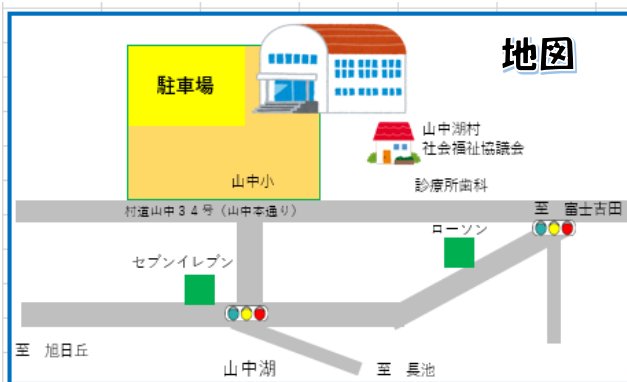 地図
駐車場
山中湖村
社会福祉協議会
山中小
診療所歯科
村道山中３４号（山中本通り）
至　富士吉田
ローソン
セブンイレブン
至　旭日丘
山中湖
至　長池